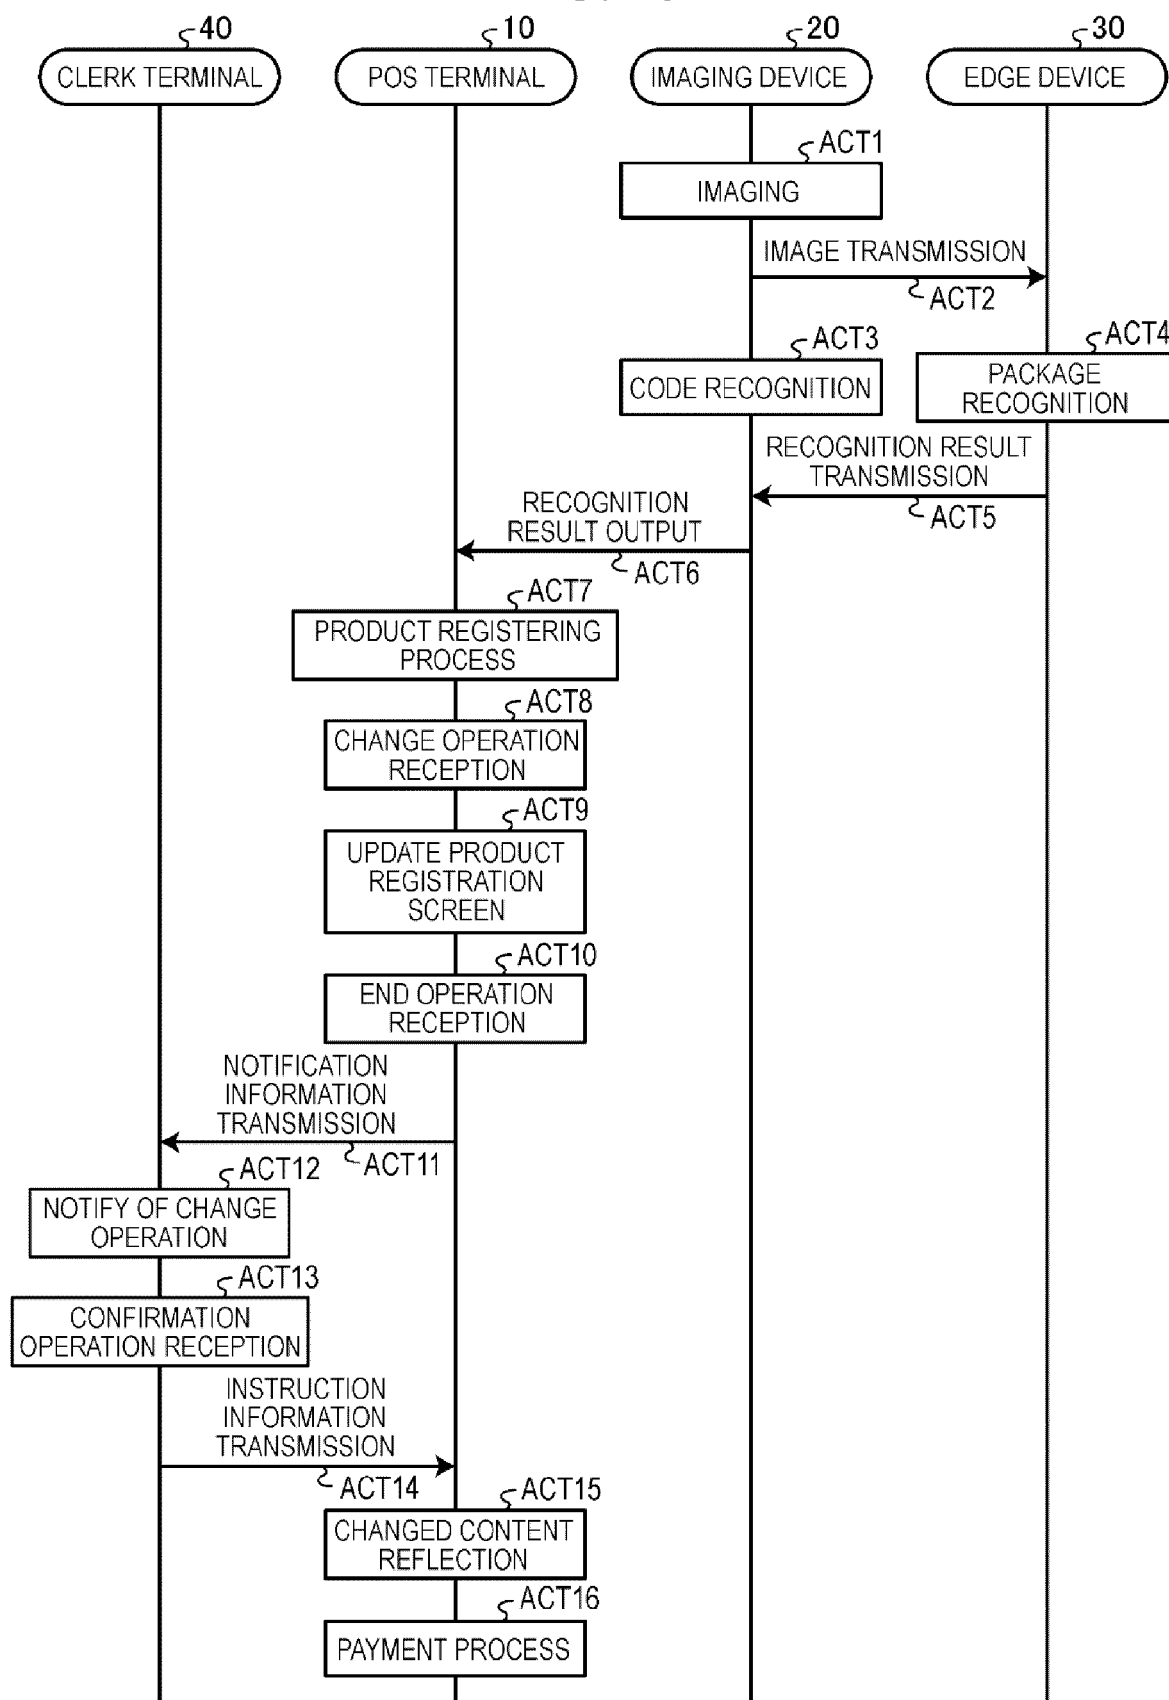 40
10
20
30
CLERK TERMINAL
POS TERMINAL
IMAGING DEVICE
EDGE DEVICE
ACT1
IMAGING
IMAGE TRANSMISSION
ACT2
ACT3
CODE RECOGNITION
ACT4
PACKAGE
RECOGNITION
RECOGNITION RESULT
TRANSMISSION
ACT5
RECOGNITION
RESULT OUTPUT
ACT6
ACT7
PRODUCT REGISTERING
PROCESS
ACT8
CHANGE OPERATION
RECEPTION
ACT9
UPDATE PRODUCT
REGISTRATION
SCREEN
ACT10
END OPERATION
RECEPTION
NOTIFICATION
INFORMATION
TRANSMISSION
ACT11
ACT12
NOTIFY OF CHANGE
OPERATION
ACT13
CONFIRMATION
OPERATION RECEPTION
INSTRUCTION
INFORMATION
TRANSMISSION
ACT14
ACT15
CHANGED CONTENT
REFLECTION
ACT16
PAYMENT PROCESS